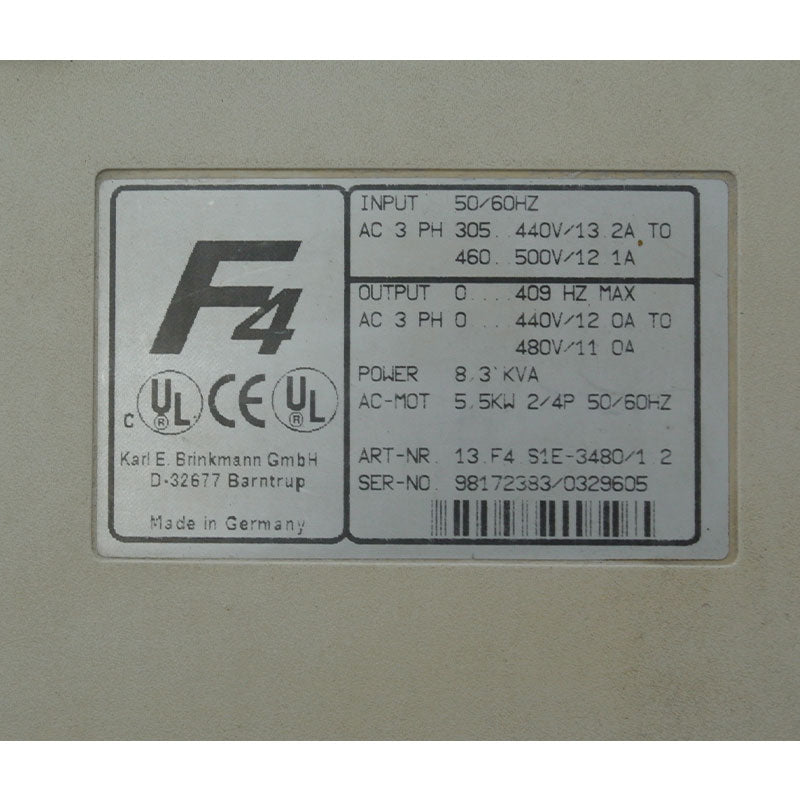 F4
c UL ® CE UL ®
Karl E. Brinkmann GmbH
D-32677 Barntrup
Made in Germany
INPUT 50/60HZ
AC 3 PH 305..440V/13.2A TO
460..500V/12.1A
OUTPUT 0....409 HZ MAX
AC 3 PH 0 ...440V/12.0A TO
480V/11.0A
POWER 8,3 KVA
AC-MOT 5,5KW 2/4P 50/60HZ
ART-NR. 13.F4.S1E-3480/1.2
SER-NO. 98172383/0329605